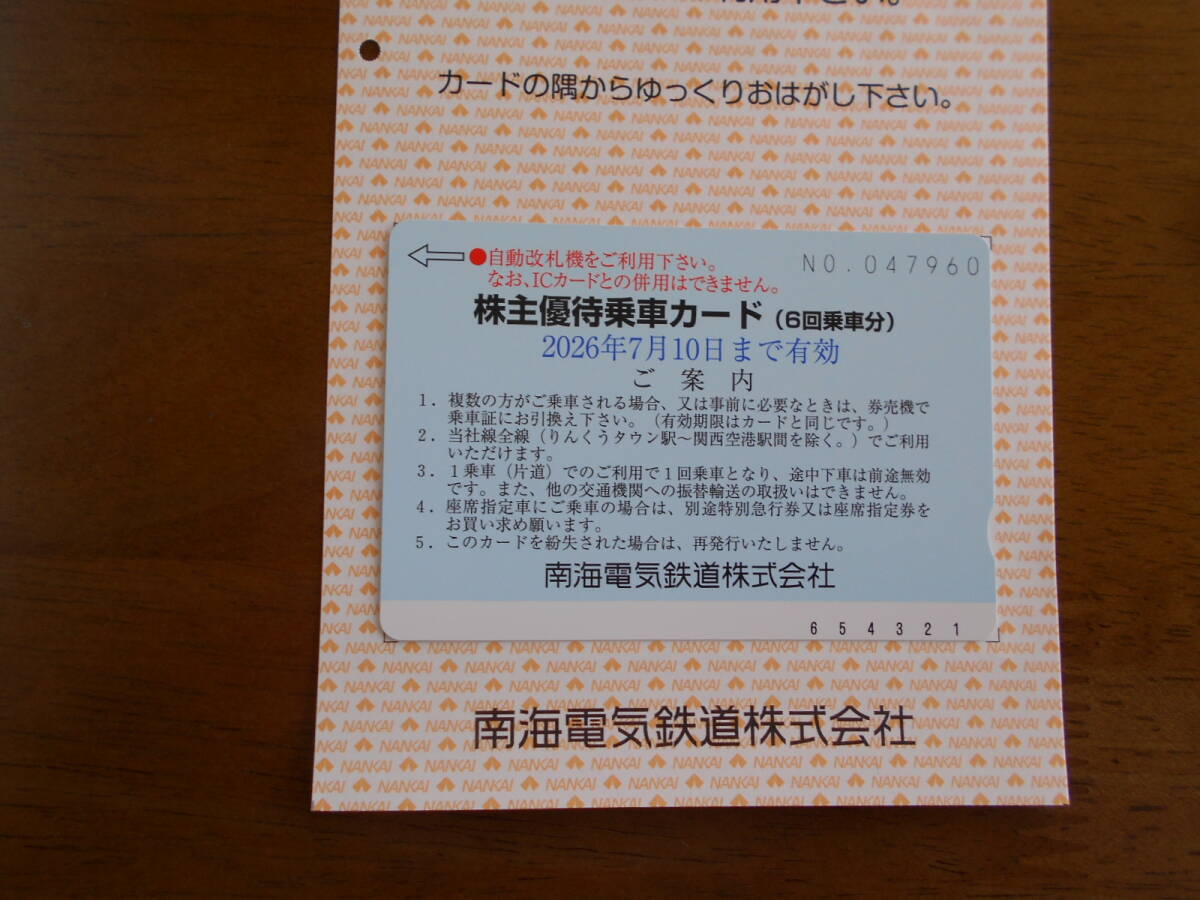 カードの隅からゆっくりおはがし下さい。
●自動改札機をご利用下さい。
なお、ICカードとの併用はできません。
NO.047960
株主優待乗車カード（6回乗車分）
2026年7月10日まで有効
ご案内
1．複数の方がご乗車される場合、又は事前に必要なときは、券売機で
乗車証にお引換え下さい。（有効期限はカードと同じです。）
2．当社線全線（りんくうタウン駅～関西空港駅間を除く。）でご利用
いただけます。
3．1乗車（片道）でのご利用で1回乗車となり、途中下車は前途無効
です。また、他の交通機関への振替輸送の取扱いはできません。
4．座席指定車にご乗車の場合は、別途特別急行券又は座席指定券を
お買い求め願います。
5．このカードを紛失された場合は、再発行いたしません。
南海電気鉄道株式会社
6 5 4 3 2 1
南海電気鉄道株式会社